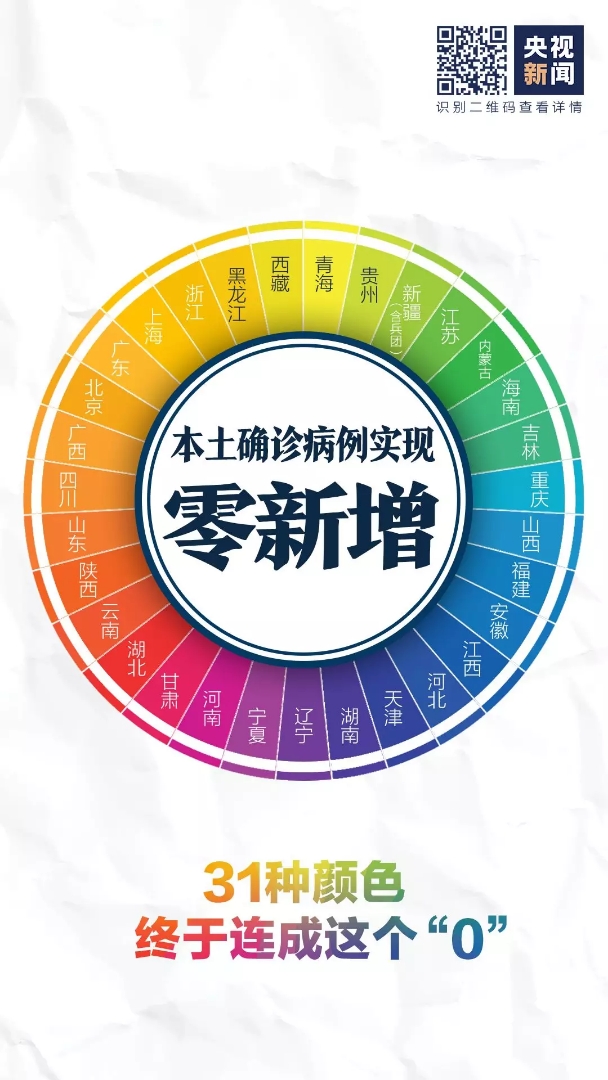 央视
新闻
识别二维码查看详情
西藏
青海
贵州
新疆
(含兵团)
江苏
内蒙古
海南
吉林
重庆
山西
福建
安徽
江西
河北
天津
湖南
辽宁
宁夏
河南
甘肃
湖北
云南
陕西
山东
四川
广西
北京
广东
上海
浙江
黑龙江
本土确诊病例实现
零新增
31种颜色
终于连成这个“0”